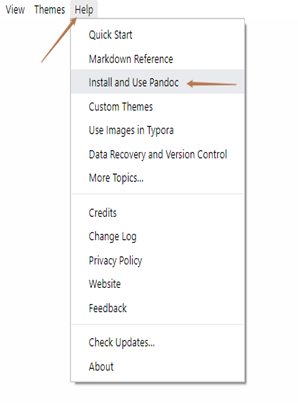 View Themes Help
Quick Start
Markdown Reference
Install and Use Pandoc
Custom Themes
Use Images in Typora
Data Recovery and Version Control
More Topics...
Credits
Change Log
Privacy Policy
Website
Feedback
Check Updates...
About